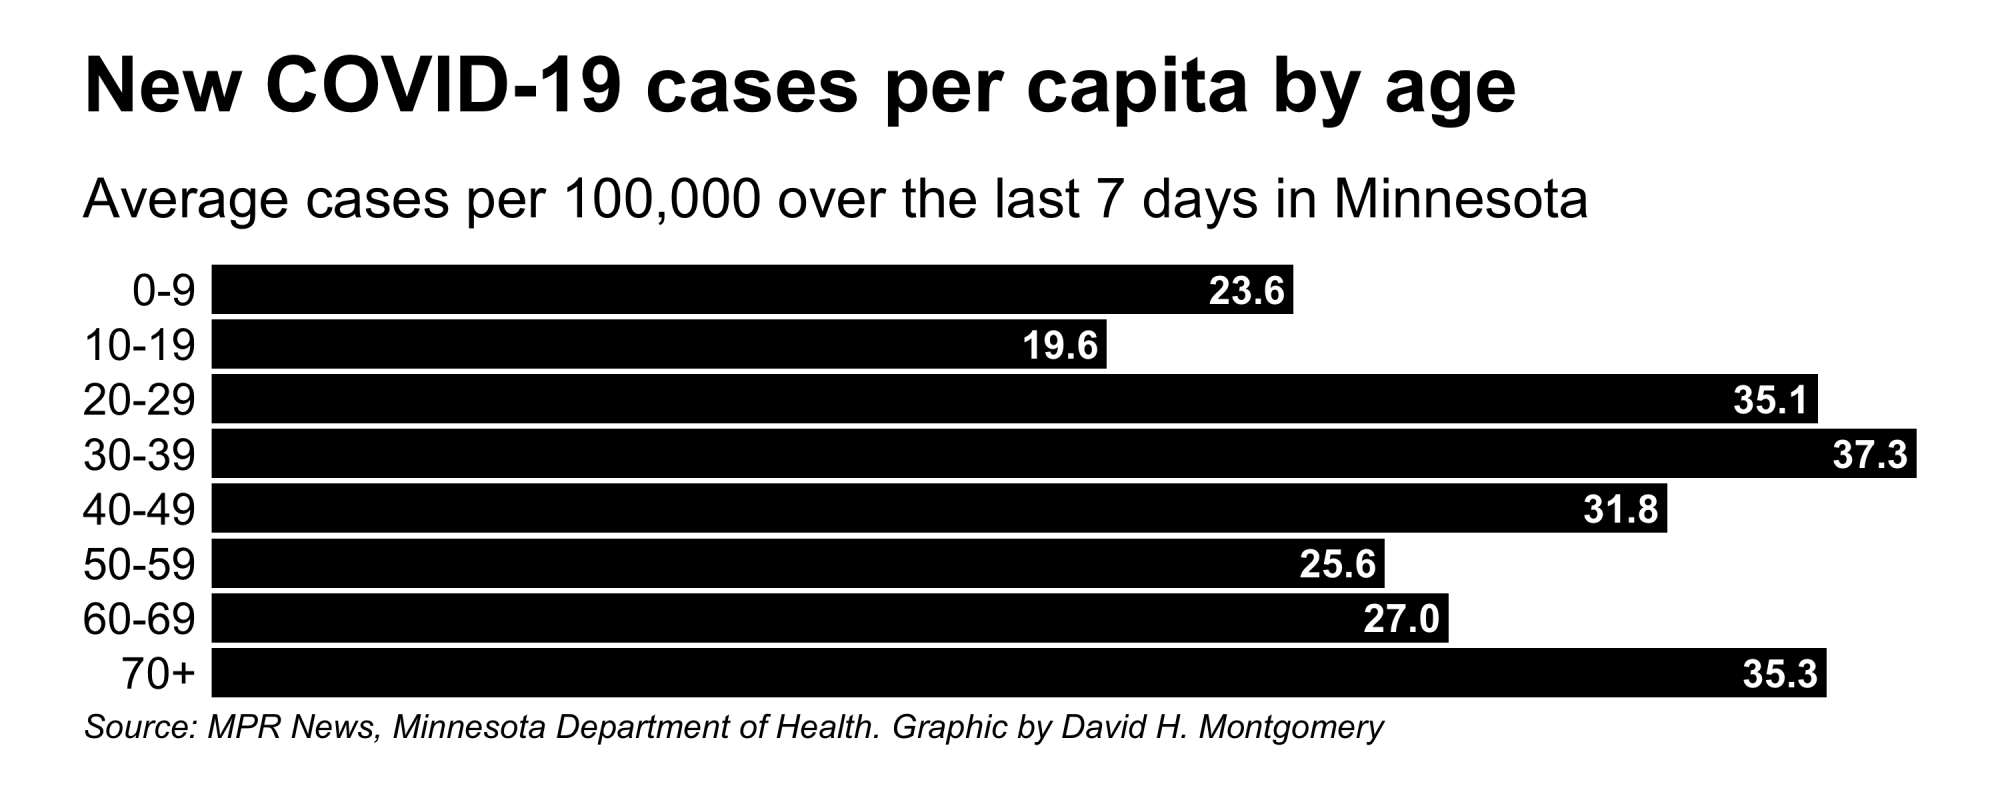 New COVID-19 cases per capita by age
Average cases per 100,000 over the last 7 days in Minnesota
0-9 23.6
10-19 19.6
20-29 35.1
30-39 37.3
40-49 31.8
50-59 25.6
60-69 27.0
70+ 35.3
Source: MPR News, Minnesota Department of Health. Graphic by David H. Montgomery